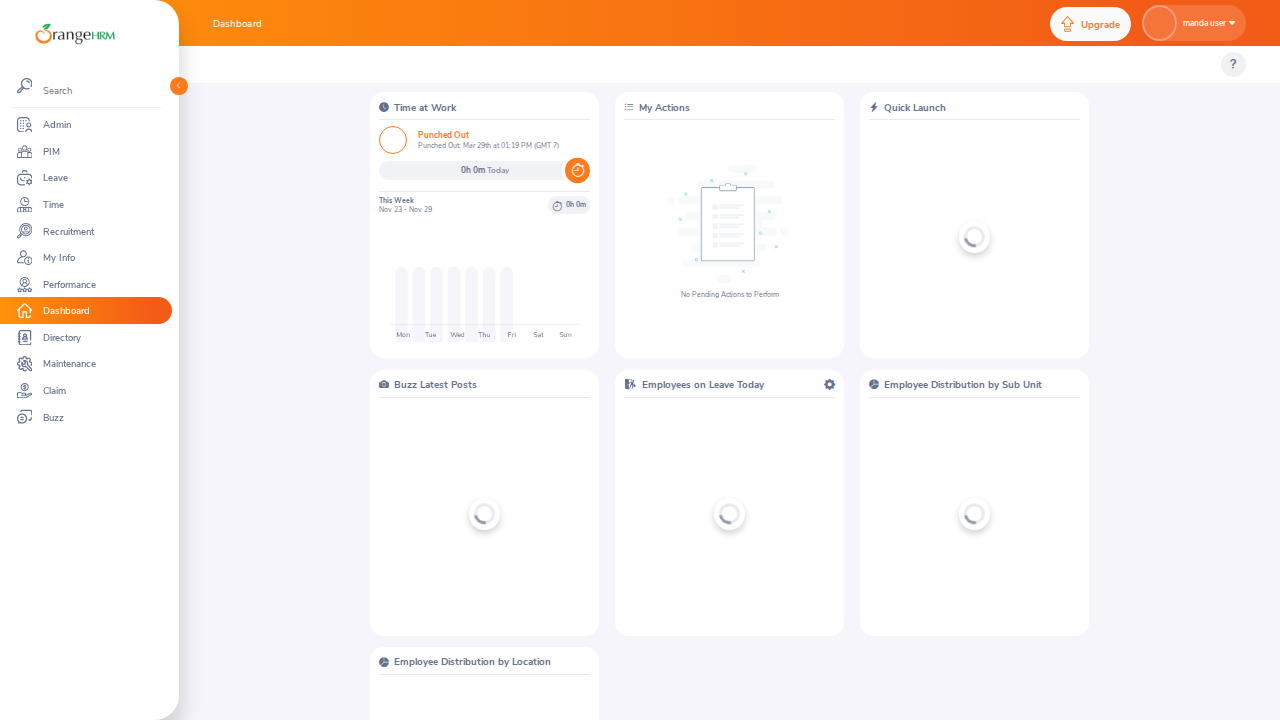 OrangeHRM
Dashboard
Upgrade
manda user
?
Search
Admin
PIM
Leave
Time
Recruitment
My Info
Performance
Dashboard
Directory
Maintenance
Claim
Buzz
Time at Work
Punched Out
Punched Out: Mar 29th at 01:19 PM (GMT 7)
0h 0m Today
This Week
Nov 23 - Nov 29
0h 0m
Mon Tue Wed Thu Fri Sat Sun
My Actions
No Pending Actions to Perform
Quick Launch
Buzz Latest Posts
Employees on Leave Today
Employee Distribution by Sub Unit
Employee Distribution by Location